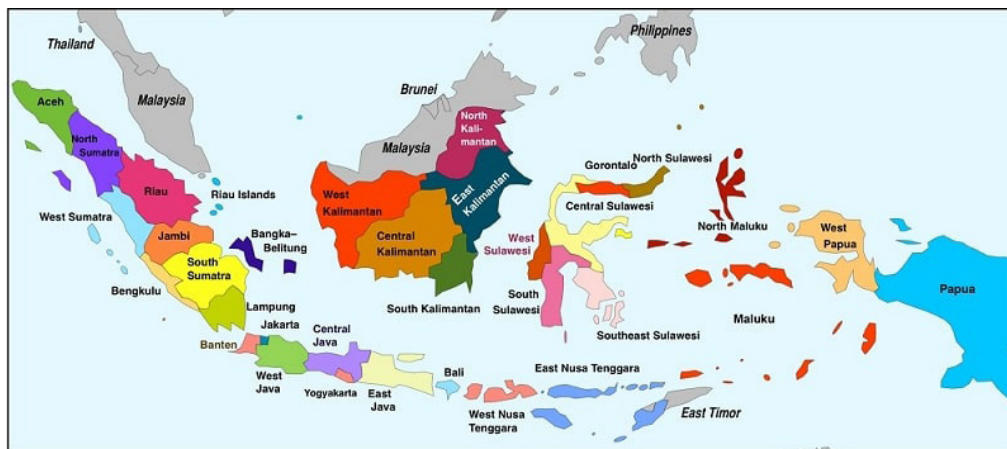 Philippines
Thailand
Brunei
Aceh
Malaysia
North
Sumatra
North
Kali-
mantan
Malaysia
Gorontalo
North Sulawesi
Riau
Riau Islands
West
Kalimantan
East
Kalimantan
Central Sulawesi
West Sumatra
North Maluku
West
Papua
Jambi
Bangka–
Belitung
Central
Kalimantan
West
Sulawesi
South
Sumatra
Papua
Bengkulu
Lampung
South Kalimantan
South
Sulawesi
Maluku
Jakarta
Central
Java
Southeast Sulawesi
Banten
West
Java
Yogyakarta
East
Java
Bali
East Nusa Tenggara
West Nusa
Tenggara
East Timor